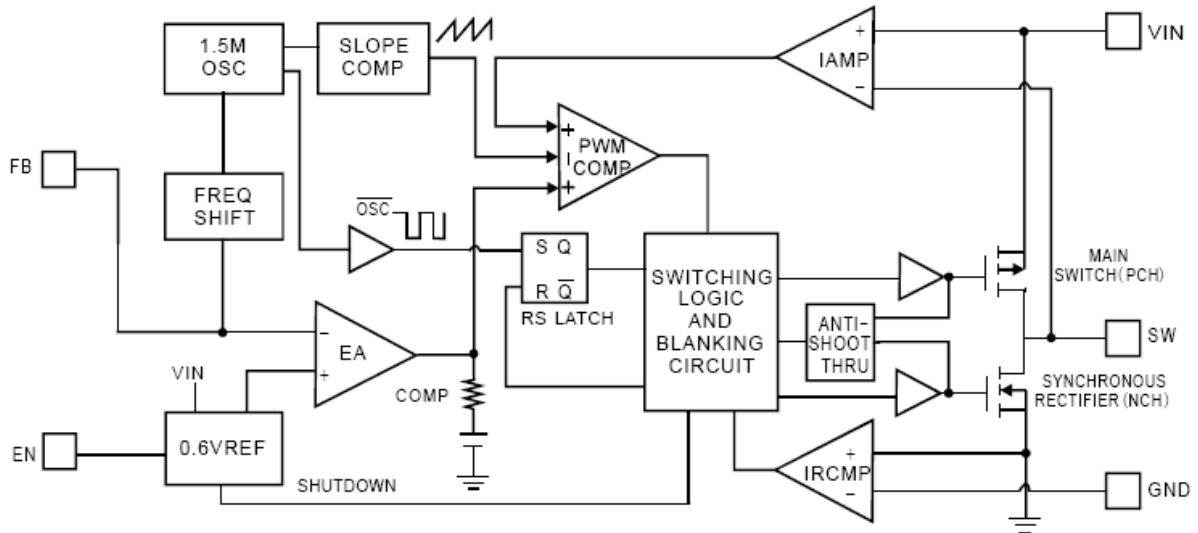 1.5M
OSC
SLOPE
COMP
+
IAMP
−
VIN
FB
FREQ
SHIFT
+
−
+
PWM
COMP
OSC
S Q
R Q
RS LATCH
SWITCHING
LOGIC
AND
BLANKING
CIRCUIT
ANTI-
SHOOT
THRU
MAIN
SWITCH(PCH)
SW
SYNCHRONOUS
RECTIFIER(NCH)
−
EA
+
COMP
VIN
EN
0.6VREF
SHUTDOWN
+
IRCMP
−
GND